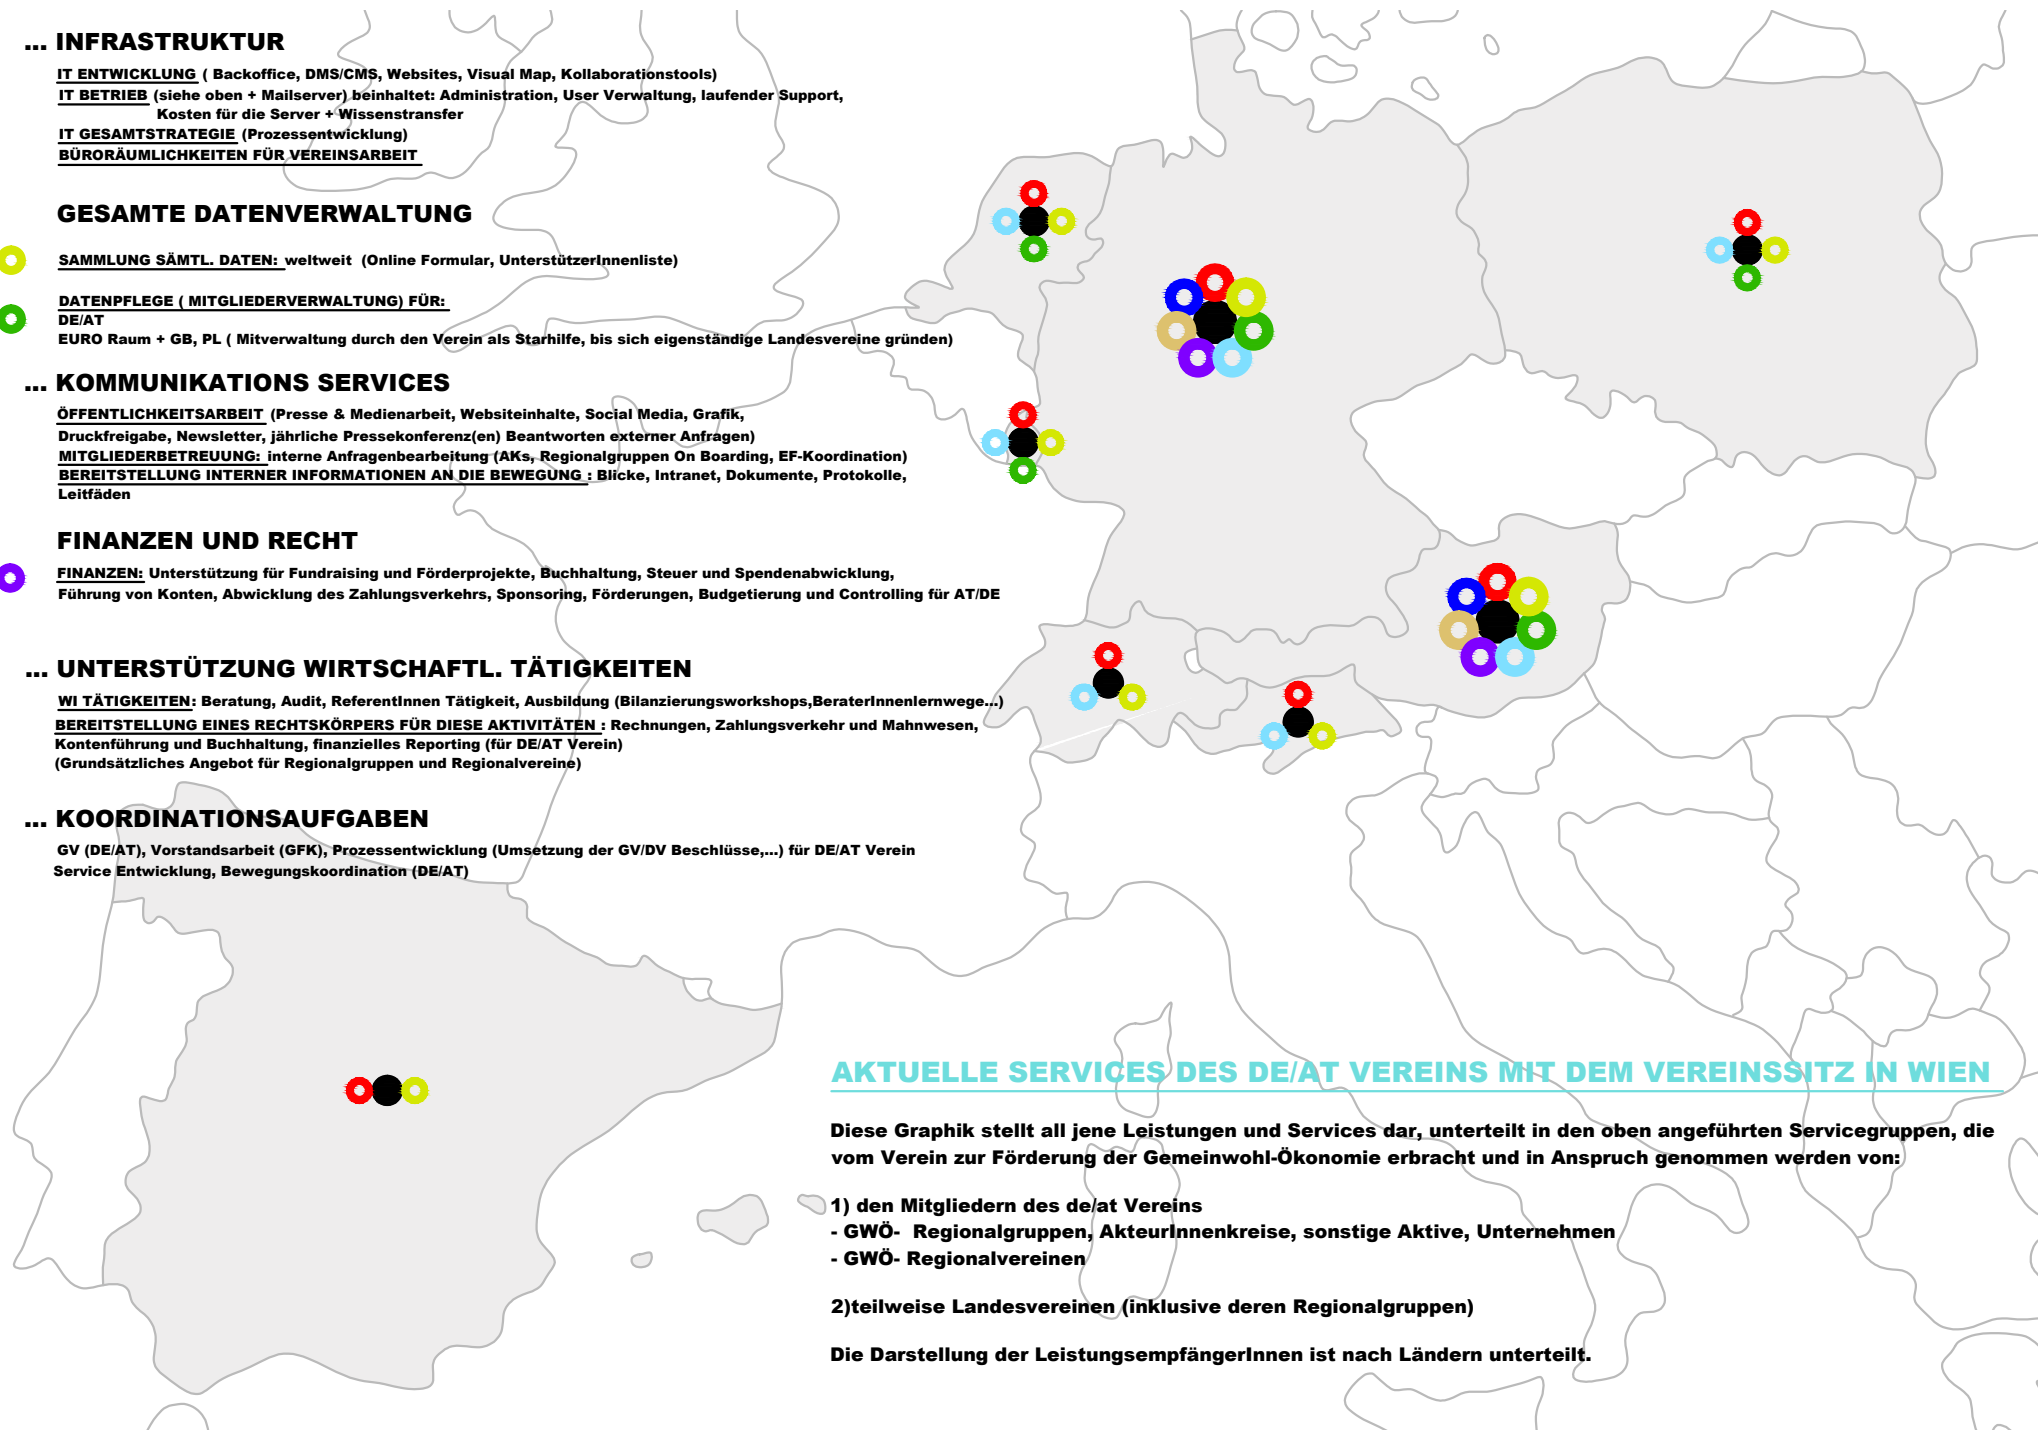 ... INFRASTRUKTUR
IT ENTWICKLUNG ( Backoffice, DMS/CMS, Websites, Visual Map, Kollaborationstools)
IT BETRIEB (siehe oben + Mailserver) beinhaltet: Administration, User Verwaltung, laufender Support,
Kosten für die Server + Wissenstransfer
IT GESAMTSTRATEGIE (Prozessentwicklung)
BÜRORÄUMLICHKEITEN FÜR VEREINSARBEIT
GESAMTE DATENVERWALTUNG
SAMMLUNG SÄMTL. DATEN: weltweit (Online Formular, UnterstützerInnenliste)
DATENPFLEGE ( MITGLIEDERVERWALTUNG) FÜR:
DE/AT
EURO Raum + GB, PL ( Mitverwaltung durch den Verein als Starhilfe, bis sich eigenständige Landesvereine gründen)
... KOMMUNIKATIONS SERVICES
ÖFFENTLICHKEITSARBEIT (Presse & Medienarbeit, Websiteinhalte, Social Media, Grafik,
Druckfreigabe, Newsletter, jährliche Pressekonferenz(en) Beantworten externer Anfragen)
MITGLIEDERBETREUUNG: interne Anfragenbearbeitung (AKs, Regionalgruppen On Boarding, EF-Koordination)
BEREITSTELLUNG INTERNER INFORMATIONEN AN DIE BEWEGUNG : Blicke, Intranet, Dokumente, Protokolle,
Leitfäden
FINANZEN UND RECHT
FINANZEN: Unterstützung für Fundraising und Förderprojekte, Buchhaltung, Steuer und Spendenabwicklung,
Führung von Konten, Abwicklung des Zahlungsverkehrs, Sponsoring, Förderungen, Budgetierung und Controlling für AT/DE
... UNTERSTÜTZUNG WIRTSCHAFTL. TÄTIGKEITEN
WI TÄTIGKEITEN: Beratung, Audit, ReferentInnen Tätigkeit, Ausbildung (Bilanzierungsworkshops,BeraterInnenlernwege...)
BEREITSTELLUNG EINES RECHTSKÖRPERS FÜR DIESE AKTIVITÄTEN : Rechnungen, Zahlungsverkehr und Mahnwesen,
Kontenführung und Buchhaltung, finanzielles Reporting (für DE/AT Verein)
(Grundsätzliches Angebot für Regionalgruppen und Regionalvereine)
... KOORDINATIONSAUFGABEN
GV (DE/AT), Vorstandsarbeit (GFK), Prozessentwicklung (Umsetzung der GV/DV Beschlüsse,...) für DE/AT Verein
Service Entwicklung, Bewegungskoordination (DE/AT)
AKTUELLE SERVICES DES DE/AT VEREINS MIT DEM VEREINSSITZ IN WIEN
Diese Graphik stellt all jene Leistungen und Services dar, unterteilt in den oben angeführten Servicegruppen, die
vom Verein zur Förderung der Gemeinwohl-Ökonomie erbracht und in Anspruch genommen werden von:
1) den Mitgliedern des de/at Vereins
- GWÖ- Regionalgruppen, AkteurInnenkreise, sonstige Aktive, Unternehmen
- GWÖ- Regionalvereinen
2)teilweise Landesvereinen (inklusive deren Regionalgruppen)
Die Darstellung der LeistungsempfängerInnen ist nach Ländern unterteilt.